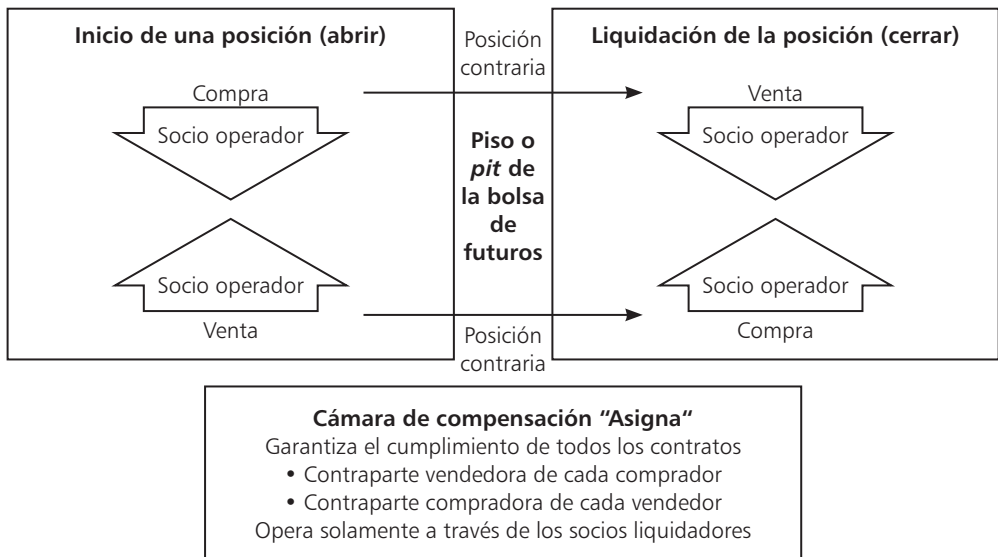 Inicio de una posición (abrir)
Compra
Socio operador
Socio operador
Venta
Posición
contraria
Piso o
pit de
la bolsa
de
futuros
Posición
contraria
Liquidación de la posición (cerrar)
Venta
Socio operador
Socio operador
Compra
Cámara de compensación “Asigna“
Garantiza el cumplimiento de todos los contratos
• Contraparte vendedora de cada comprador
• Contraparte compradora de cada vendedor
Opera solamente a través de los socios liquidadores